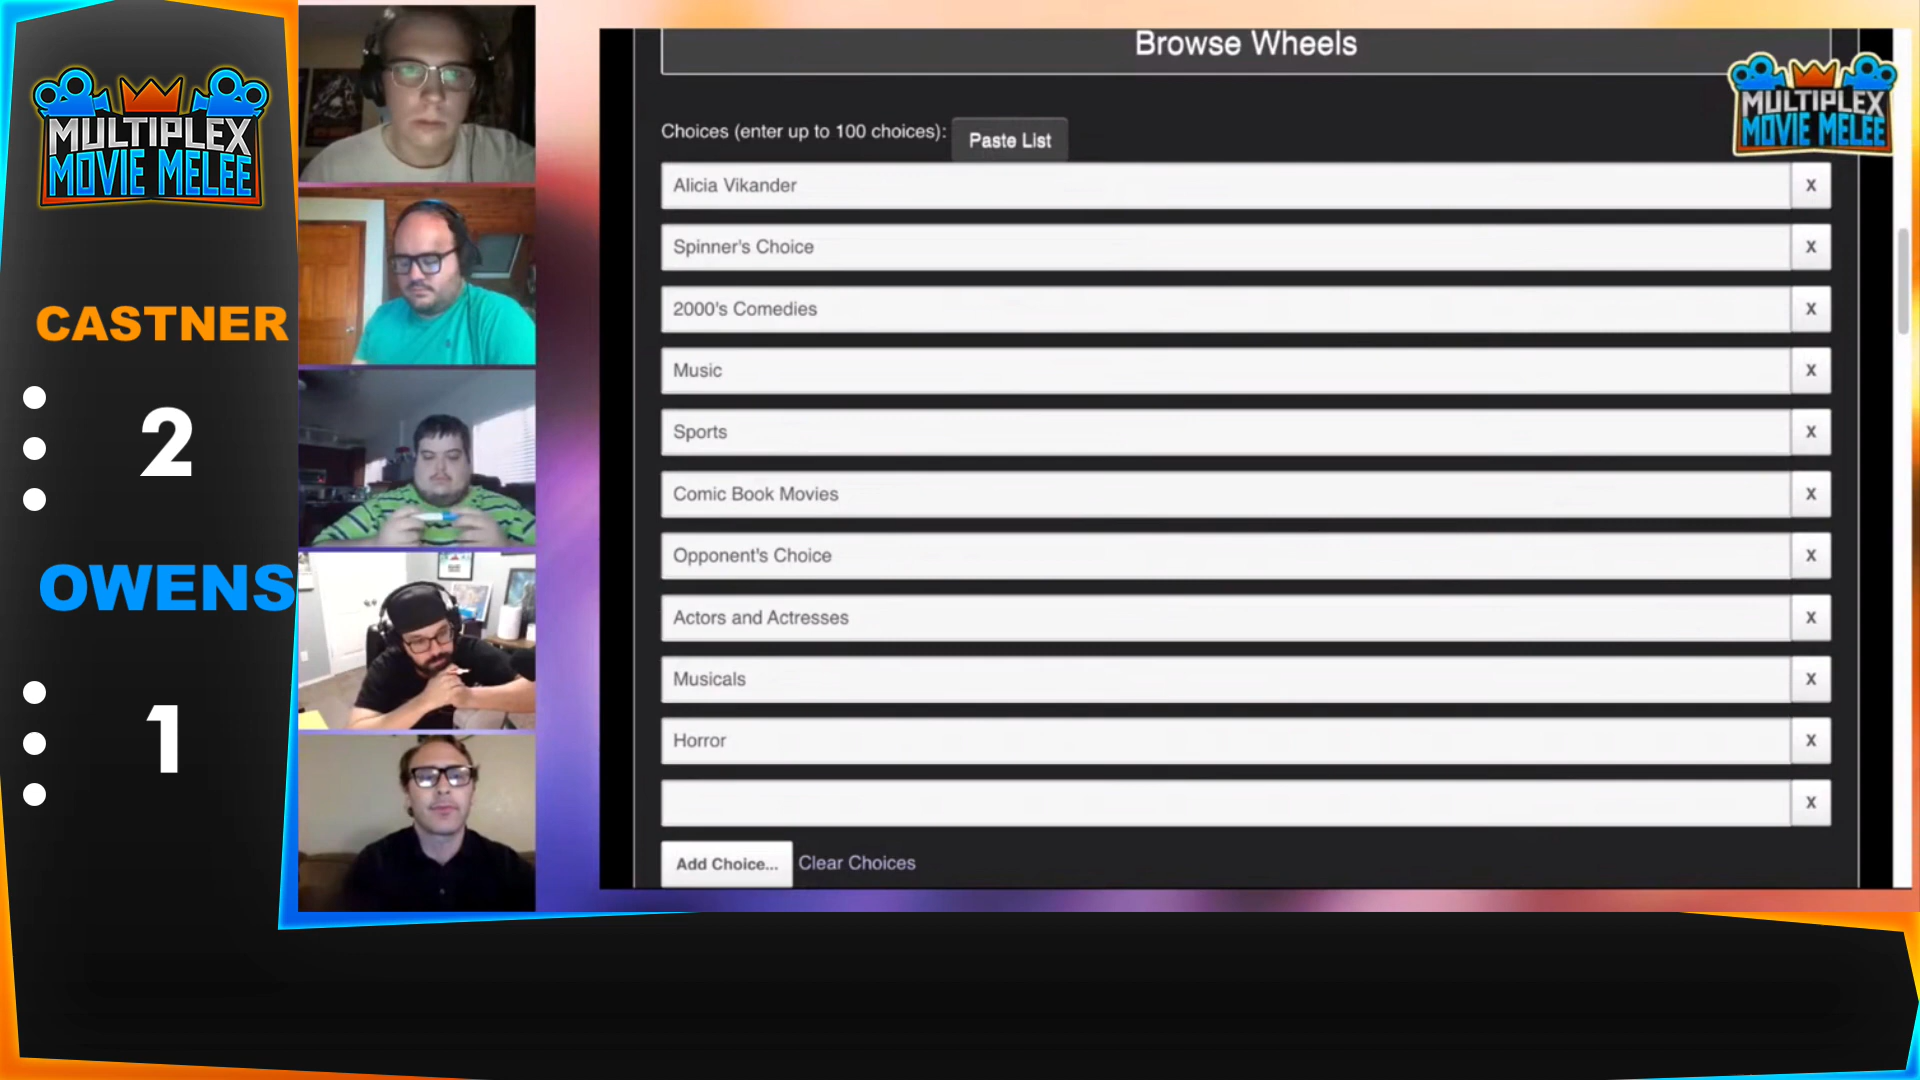 MULTIPLEX
MOVIE MELEE
CASTNER
2
OWENS
1
Browse Wheels
MULTIPLEX
MOVIE MELEE
Choices (enter up to 100 choices):
Paste List
Alicia Vikander
X
Spinner's Choice
X
2000's Comedies
X
Music
X
Sports
X
Comic Book Movies
X
Opponent's Choice
X
Actors and Actresses
X
Musicals
X
Horror
X
X
Add Choice...
Clear Choices